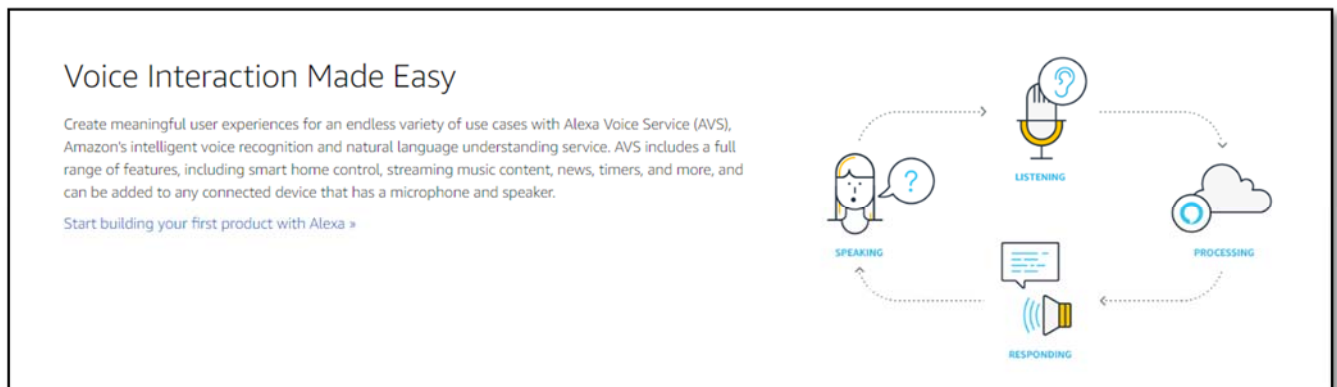 Voice Interaction Made Easy
Create meaningful user experiences for an endless variety of use cases with Alexa Voice Service (AVS),
Amazon's intelligent voice recognition and natural language understanding service. AVS includes a full
range of features, including smart home control, streaming music content, news, timers, and more, and
can be added to any connected device that has a microphone and speaker.
Start building your first product with Alexa »
?
LISTENING
SPEAKING
PROCESSING
RESPONDING